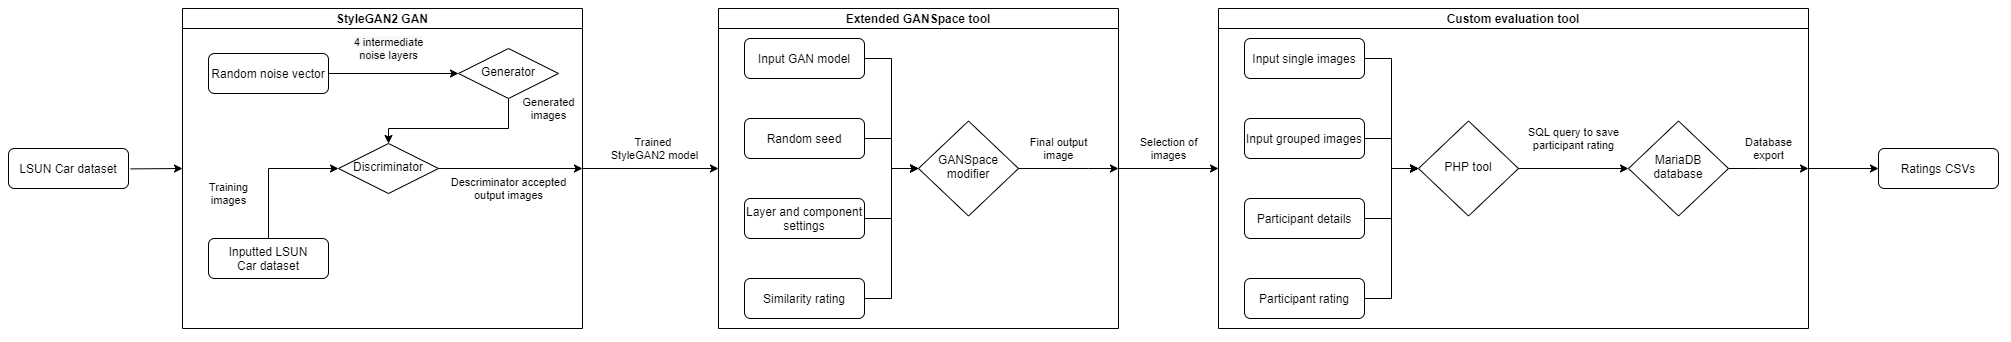 LSUN Car dataset
StyleGAN2 GAN
Random noise vector
4 intermediate
noise layers
Generator
Generated
images
Discriminator
Training
images
Inputted LSUN
Car dataset
Descriminator accepted
output images
Trained
StyleGAN2 model
Extended GANSpace tool
Input GAN model
Random seed
Layer and component
settings
Similarity rating
GANSpace
modifier
Final output
image
Selection of
images
Custom evaluation tool
Input single images
Input grouped images
Participant details
Participant rating
PHP tool
SQL query to save
participant rating
MariaDB
database
Database
export
Ratings CSVs